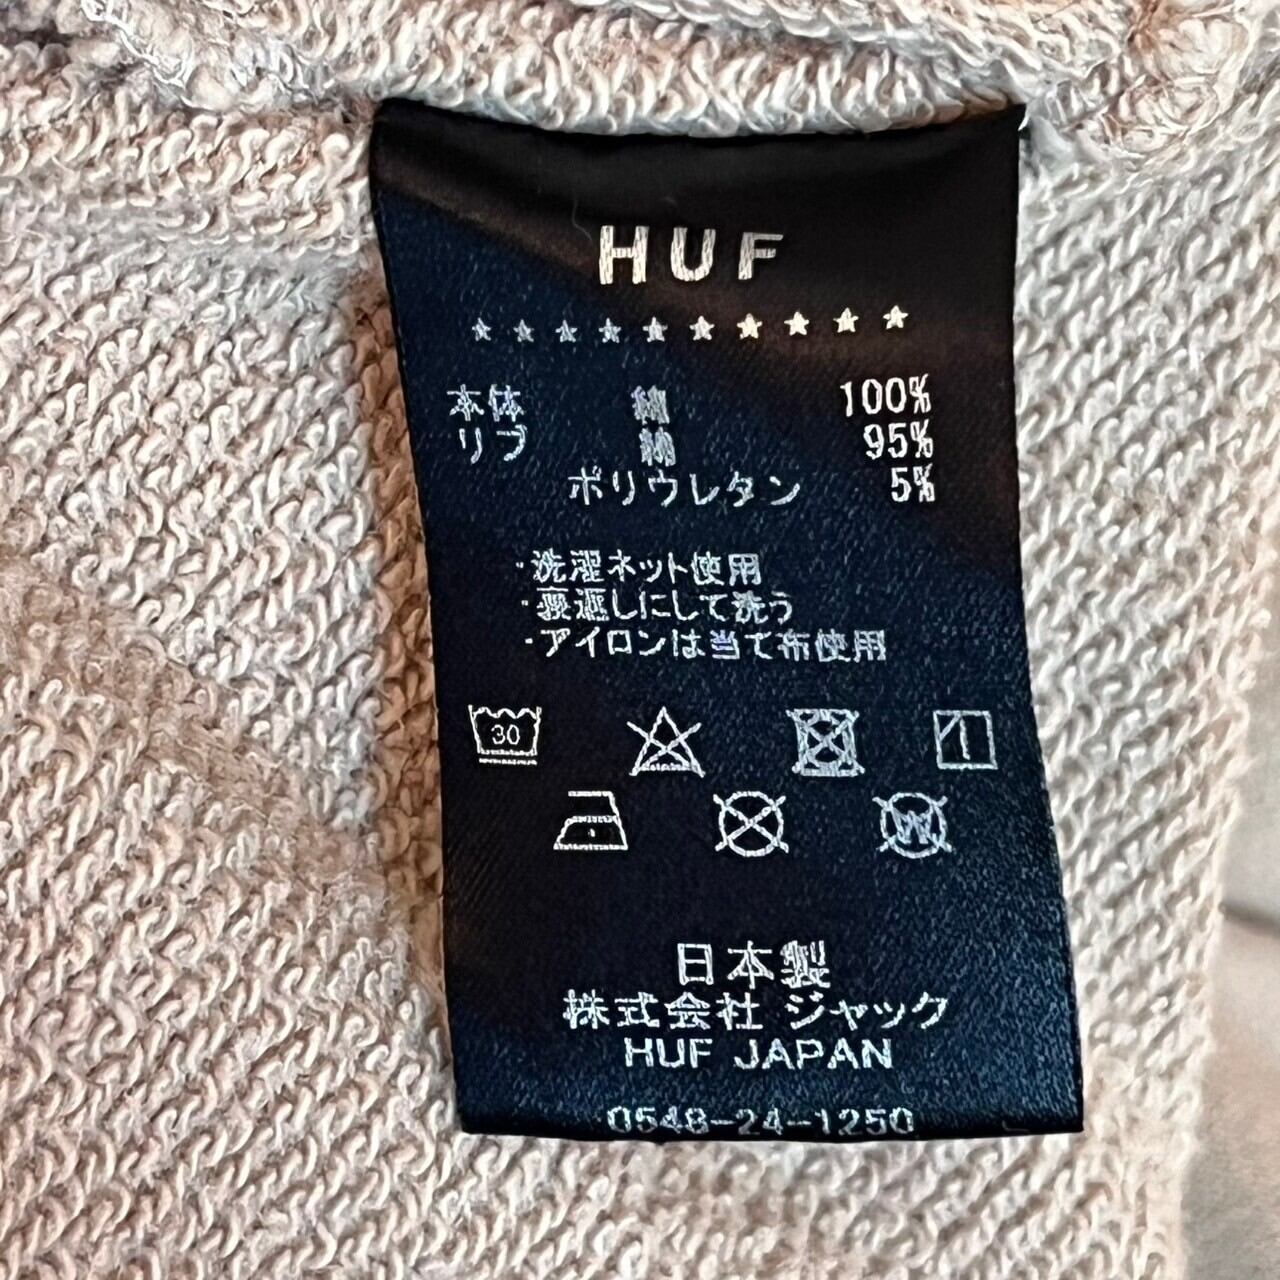 HUF
★★★★★★★★★★
本体 綿 100%
リブ 綿 95%
ポリウレタン 5%
・洗濯ネット使用
・裏返しにして洗う
・アイロンは当て布使用
30
W
日本製
株式会社 ジャック
HUF JAPAN
0548-24-1250